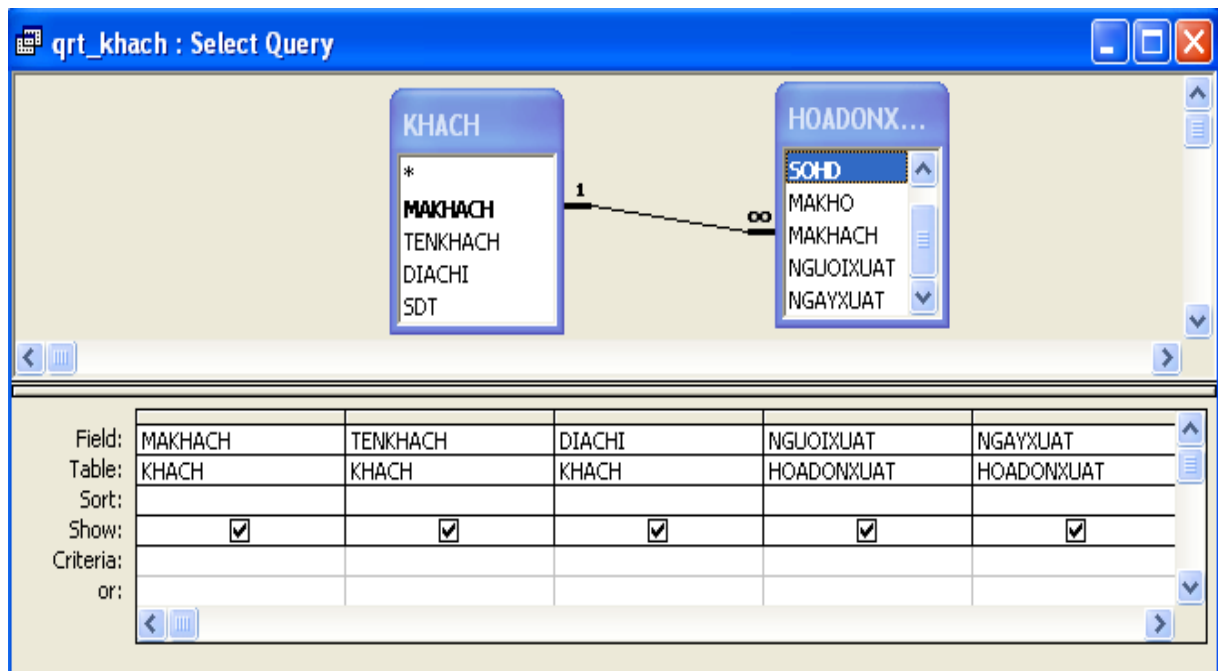 qrt_khach : Select Query
KHACH
*
MAKHACH
TENKHACH
DIACHI
SDT
1
∞
HOADONX...
SOHD
MAKHO
MAKHACH
NGUOIXUAT
NGAYXUAT
Field: MAKHACH TENKHACH DIACHI NGUOIXUAT NGAYXUAT
Table: KHACH KHACH KHACH HOADONXUAT HOADONXUAT
Sort:
Show:
Criteria:
or: